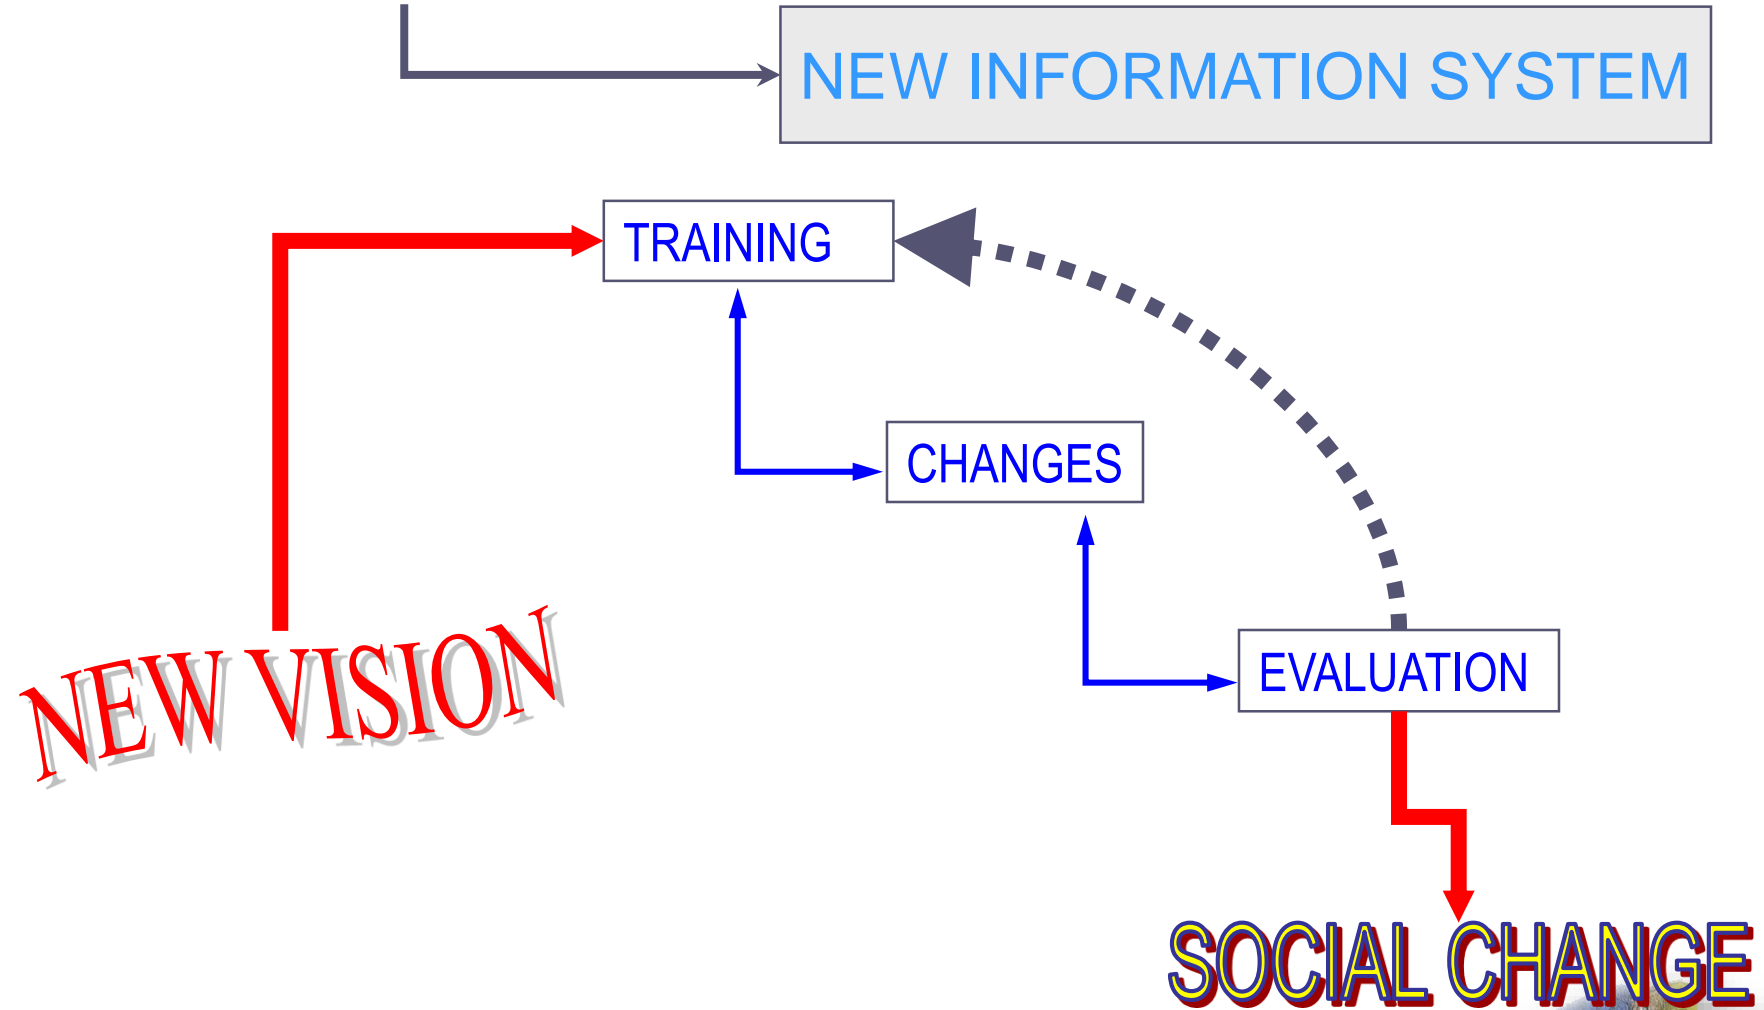 NEW INFORMATION SYSTEM
TRAINING
CHANGES
NEW VISION
EVALUATION
SOCIAL CHANGE